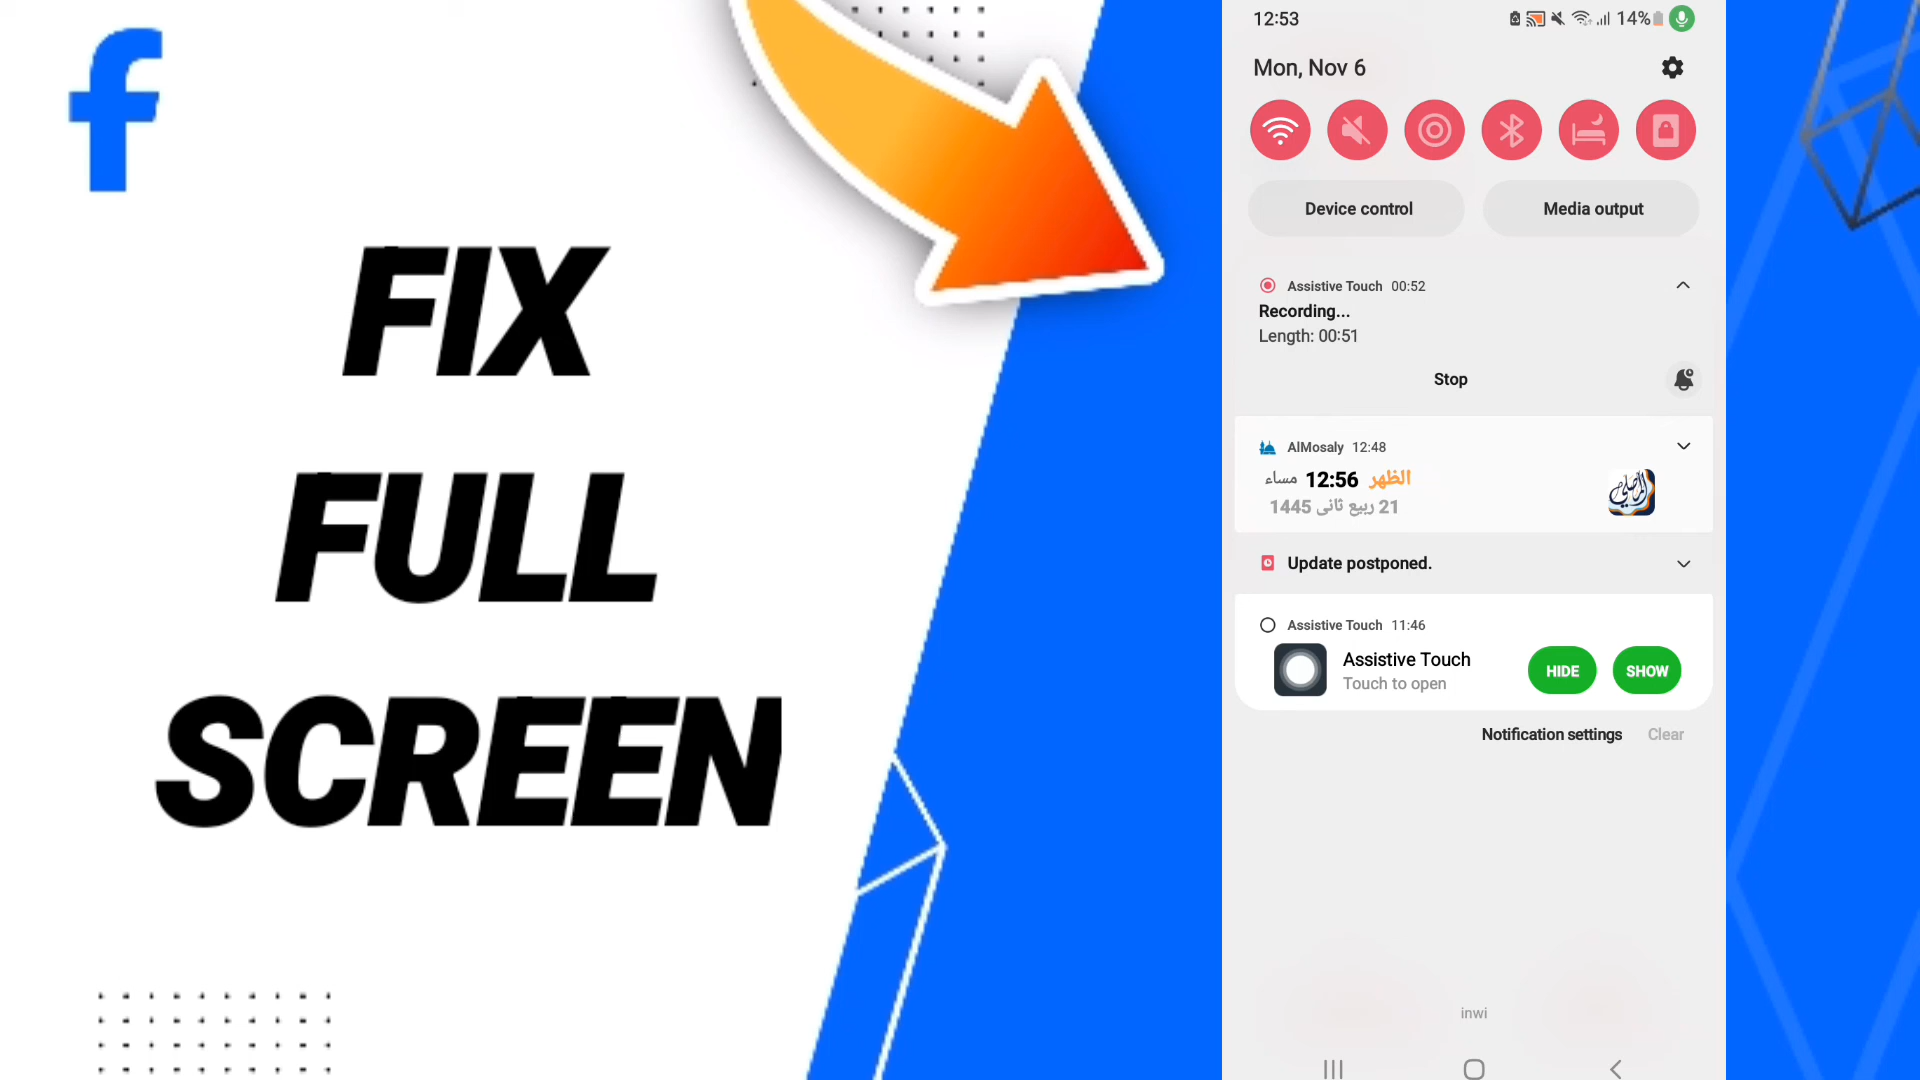 f
FIX
FULL
SCREEN
12:53
14%
Mon, Nov 6
Device control
Media output
Assistive Touch 00:52
Recording...
Length: 00:51
Stop
AlMosaly 12:48
الظهر 12:56 مساء
21 ربيع ثانى 1445
المصلي
Update postponed.
Assistive Touch 11:46
Assistive Touch
Touch to open
HIDE
SHOW
Notification settings
Clear
inwi